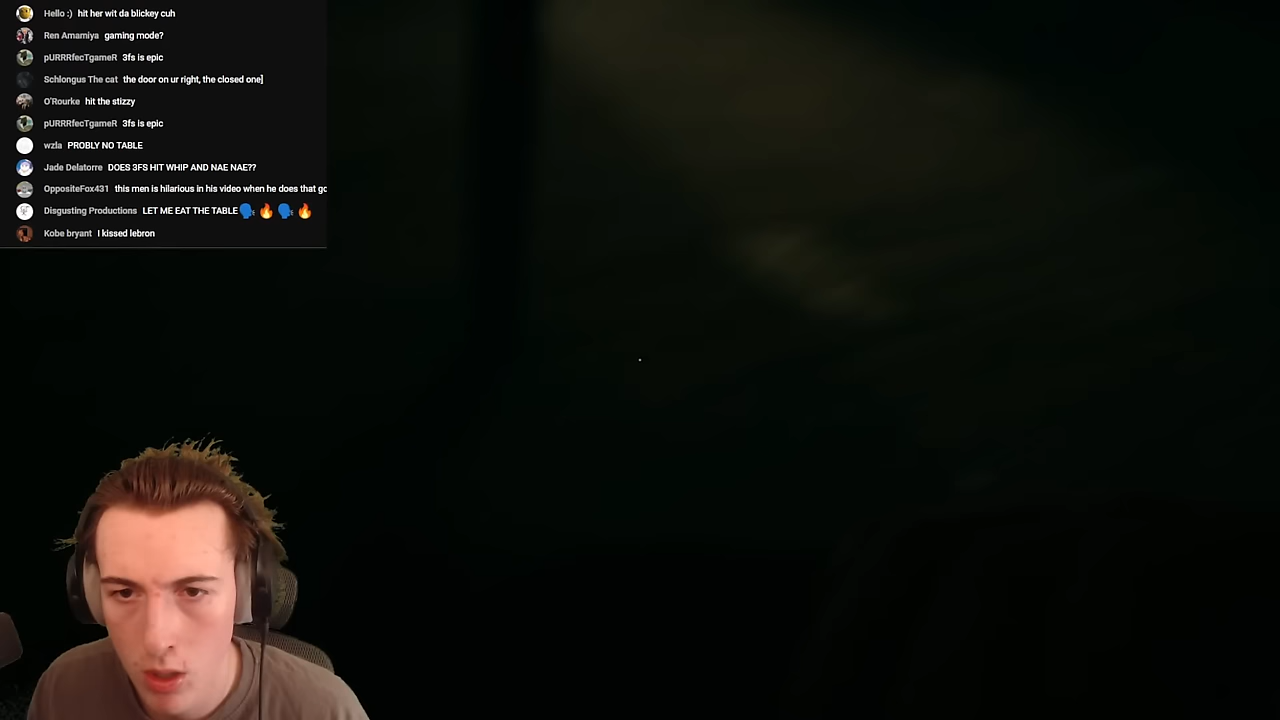 Hello :) hit her wit da blickey cuh
Ren Amamiya gaming mode?
pURRRfecTgameR 3fs is epic
Schlongus The cat the door on ur right, the closed one]
O'Rourke hit the stizzy
pURRRfecTgameR 3fs is epic
wzla PROBLY NO TABLE
Jade Delatorre DOES 3FS HIT WHIP AND NAE NAE??
OppositeFox431 this men is hilarious in his video when he does that go
Disgusting Productions LET ME EAT THE TABLE🗣️🔥🗣️🔥
Kobe bryant I kissed lebron